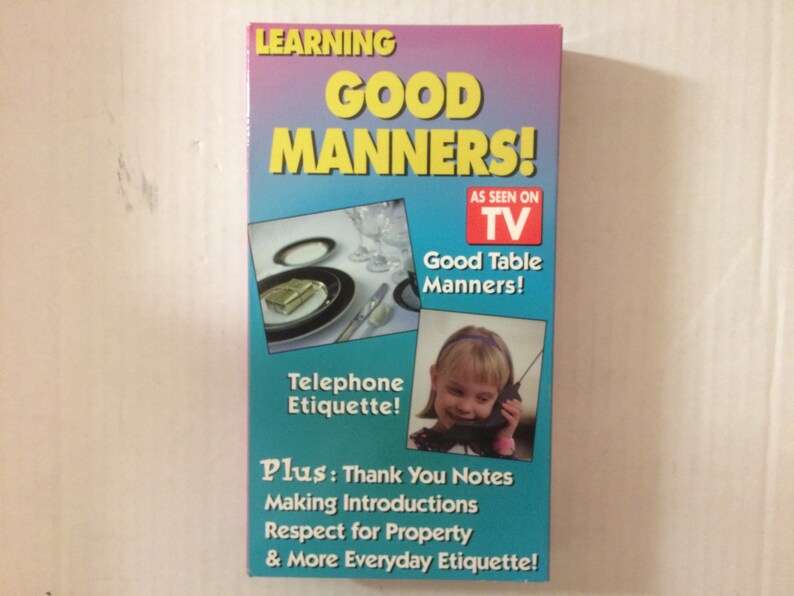 LEARNING
GOOD
MANNERS!
AS SEEN ON
TV
Good Table
Manners!
Telephone
Etiquette!
Plus: Thank You Notes
Making Introductions
Respect for Property
& More Everyday Etiquette!